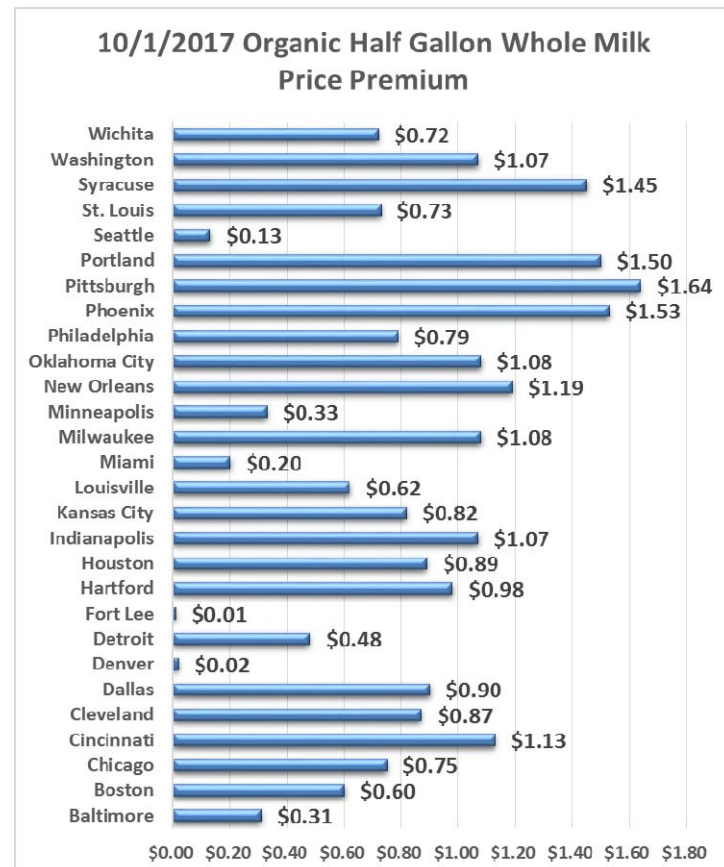 10/1/2017 Organic Half Gallon Whole Milk
Price Premium
Wichita $0.72
Washington $1.07
Syracuse $1.45
St. Louis $0.73
Seattle $0.13
Portland $1.50
Pittsburgh $1.64
Phoenix $1.53
Philadelphia $0.79
Oklahoma City $1.08
New Orleans $1.19
Minneapolis $0.33
Milwaukee $1.08
Miami $0.20
Louisville $0.62
Kansas City $0.82
Indianapolis $1.07
Houston $0.89
Hartford $0.98
Fort Lee $0.01
Detroit $0.48
Denver $0.02
Dallas $0.90
Cleveland $0.87
Cincinnati $1.13
Chicago $0.75
Boston $0.60
Baltimore $0.31
$0.00 $0.20 $0.40 $0.60 $0.80 $1.00 $1.20 $1.40 $1.60 $1.80